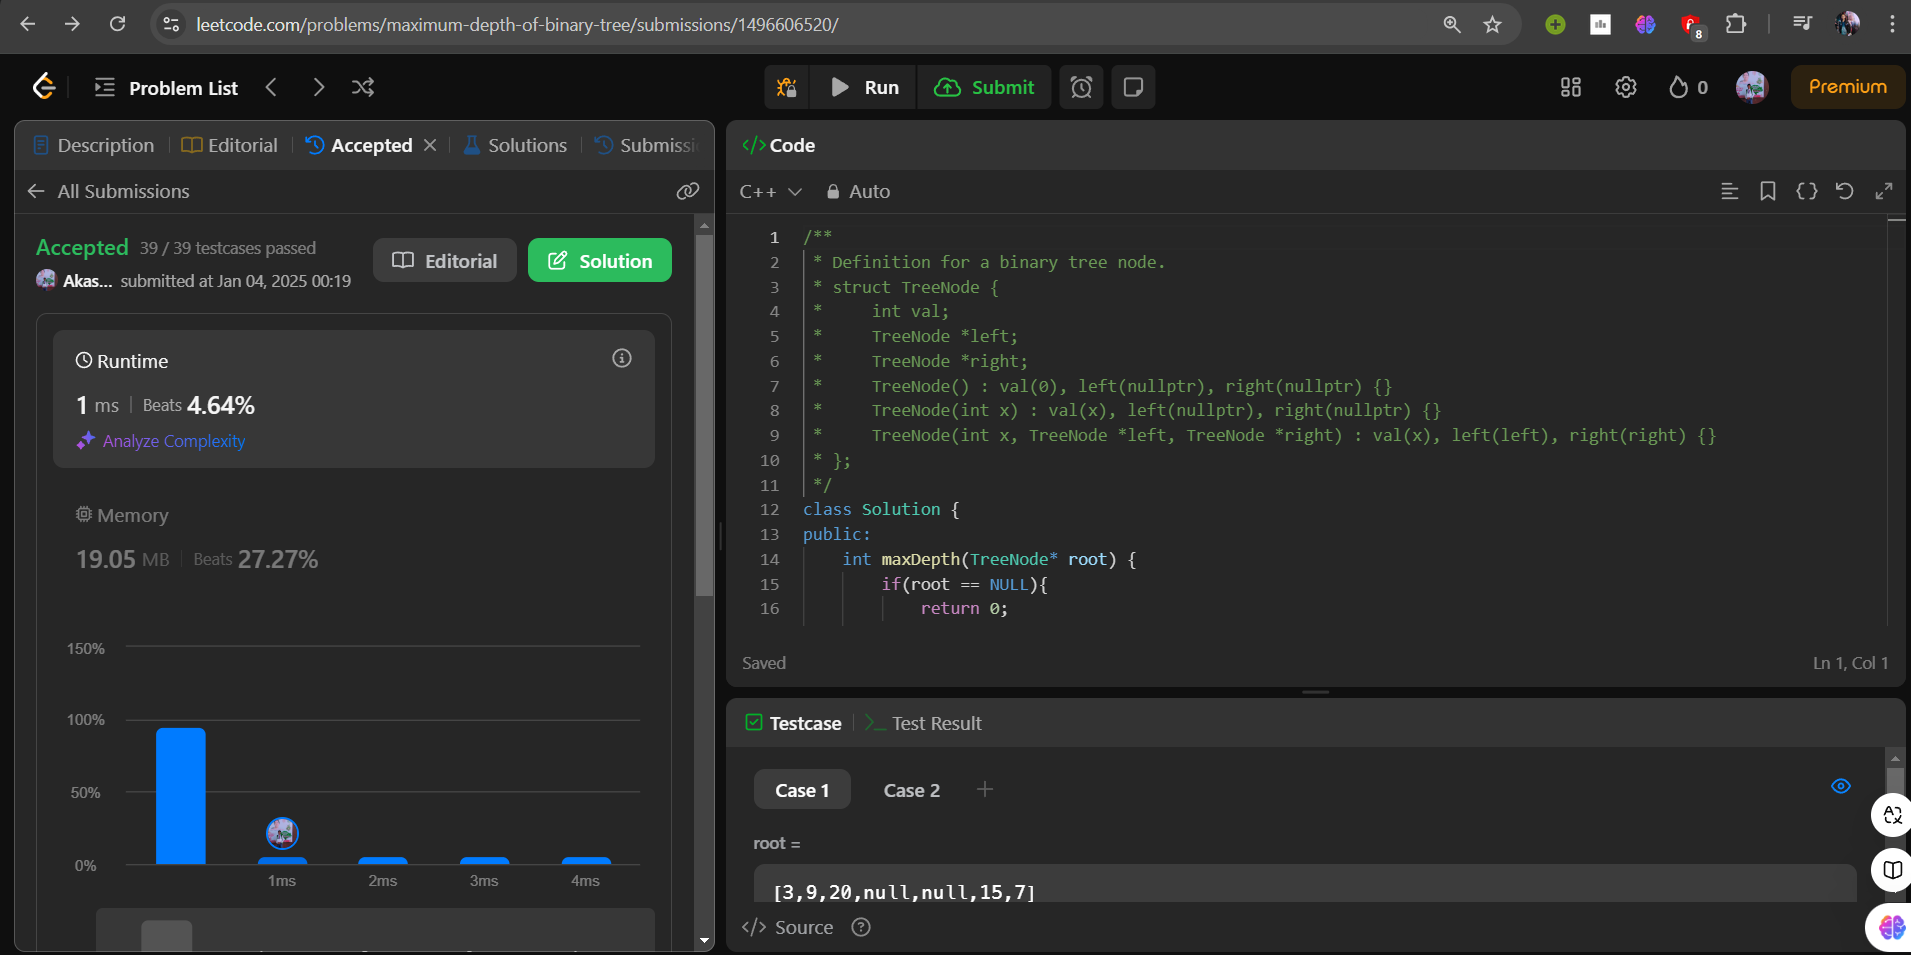 leetcode.com/problems/maximum-depth-of-binary-tree/submissions/1496606520/
8
Problem List
Run
Submit
0
Premium
Description
Editorial
Accepted
Solutions
Submissi
All Submissions
Accepted 39 / 39 testcases passed
Akas... submitted at Jan 04, 2025 00:19
Editorial
Solution
Runtime
1 ms | Beats 4.64%
Analyze Complexity
Memory
19.05 MB | Beats 27.27%
150%
100%
50%
0%
1ms 2ms 3ms 4ms
</> Code
C++
Auto
1 /**
2 * Definition for a binary tree node.
3 * struct TreeNode {
4 *     int val;
5 *     TreeNode *left;
6 *     TreeNode *right;
7 *     TreeNode() : val(0), left(nullptr), right(nullptr) {}
8 *     TreeNode(int x) : val(x), left(nullptr), right(nullptr) {}
9 *     TreeNode(int x, TreeNode *left, TreeNode *right) : val(x), left(left), right(right) {}
10 * };
11 */
12 class Solution {
13 public:
14     int maxDepth(TreeNode* root) {
15         if(root == NULL){
16             return 0;
Saved
Ln 1, Col 1
Testcase
>_ Test Result
Case 1
Case 2
+
root =
[3,9,20,null,null,15,7]
</> Source